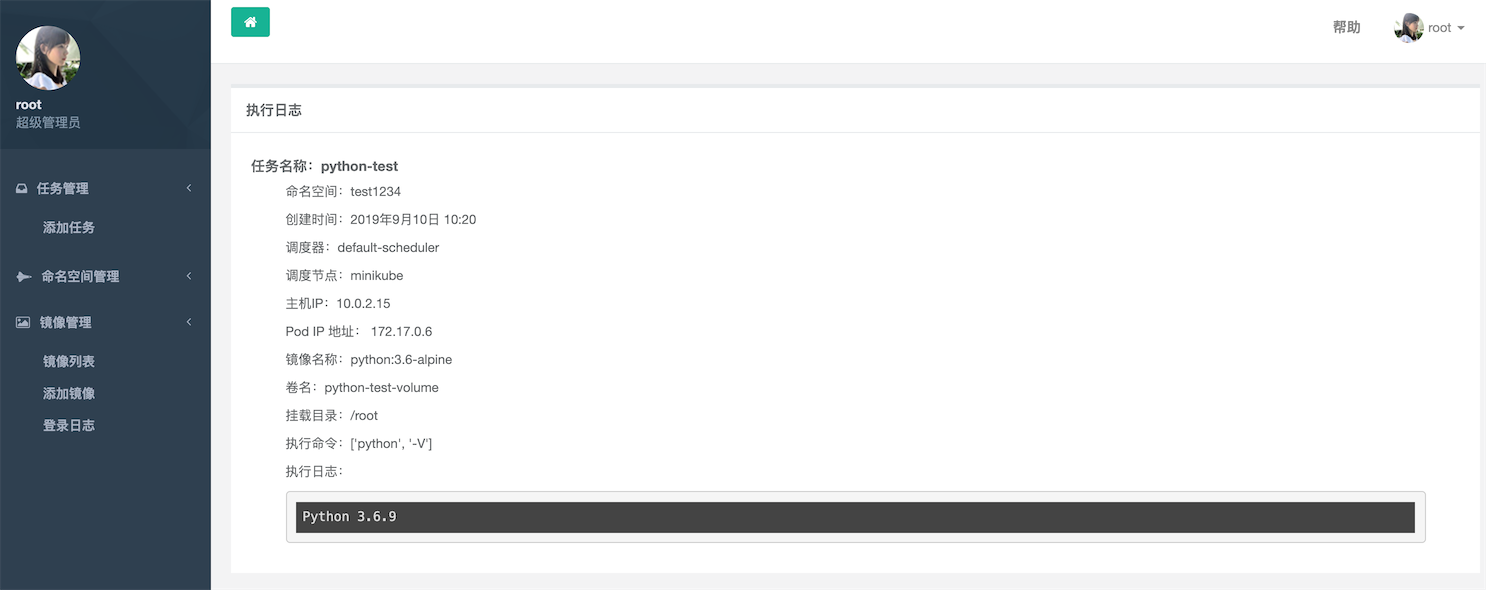 帮助
root
root
超级管理员
任务管理
添加任务
命名空间管理
镜像管理
镜像列表
添加镜像
登录日志
执行日志
任务名称：python-test
命名空间：test1234
创建时间：2019年9月10日 10:20
调度器：default-scheduler
调度节点：minikube
主机IP：10.0.2.15
Pod IP 地址： 172.17.0.6
镜像名称：python:3.6-alpine
卷名：python-test-volume
挂载目录：/root
执行命令：['python', '-V']
执行日志：
Python 3.6.9